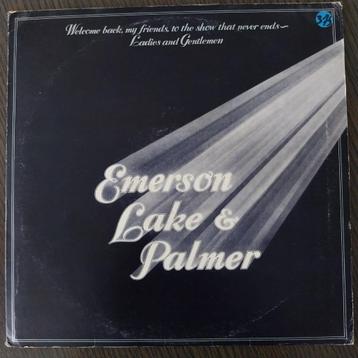 Welcome back, my friends, to the show that never ends~
Ladies and Gentlemen
Emerson
Lake &
Palmer